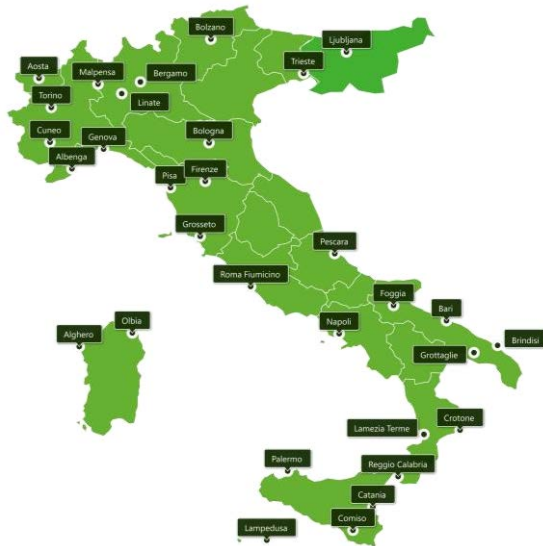 Bolzano
Ljubljana
Trieste
Aosta
Malpensa
Bergamo
Torino
Linate
Cuneo
Genova
Bologna
Albenga
Pisa
Firenze
Grosseto
Pescara
Roma Fiumicino
Foggia
Bari
Olbia
Napoli
Alghero
Brindisi
Grottaglie
Crotone
Lamezia Terme
Palermo
Reggio Calabria
Catania
Comiso
Lampedusa